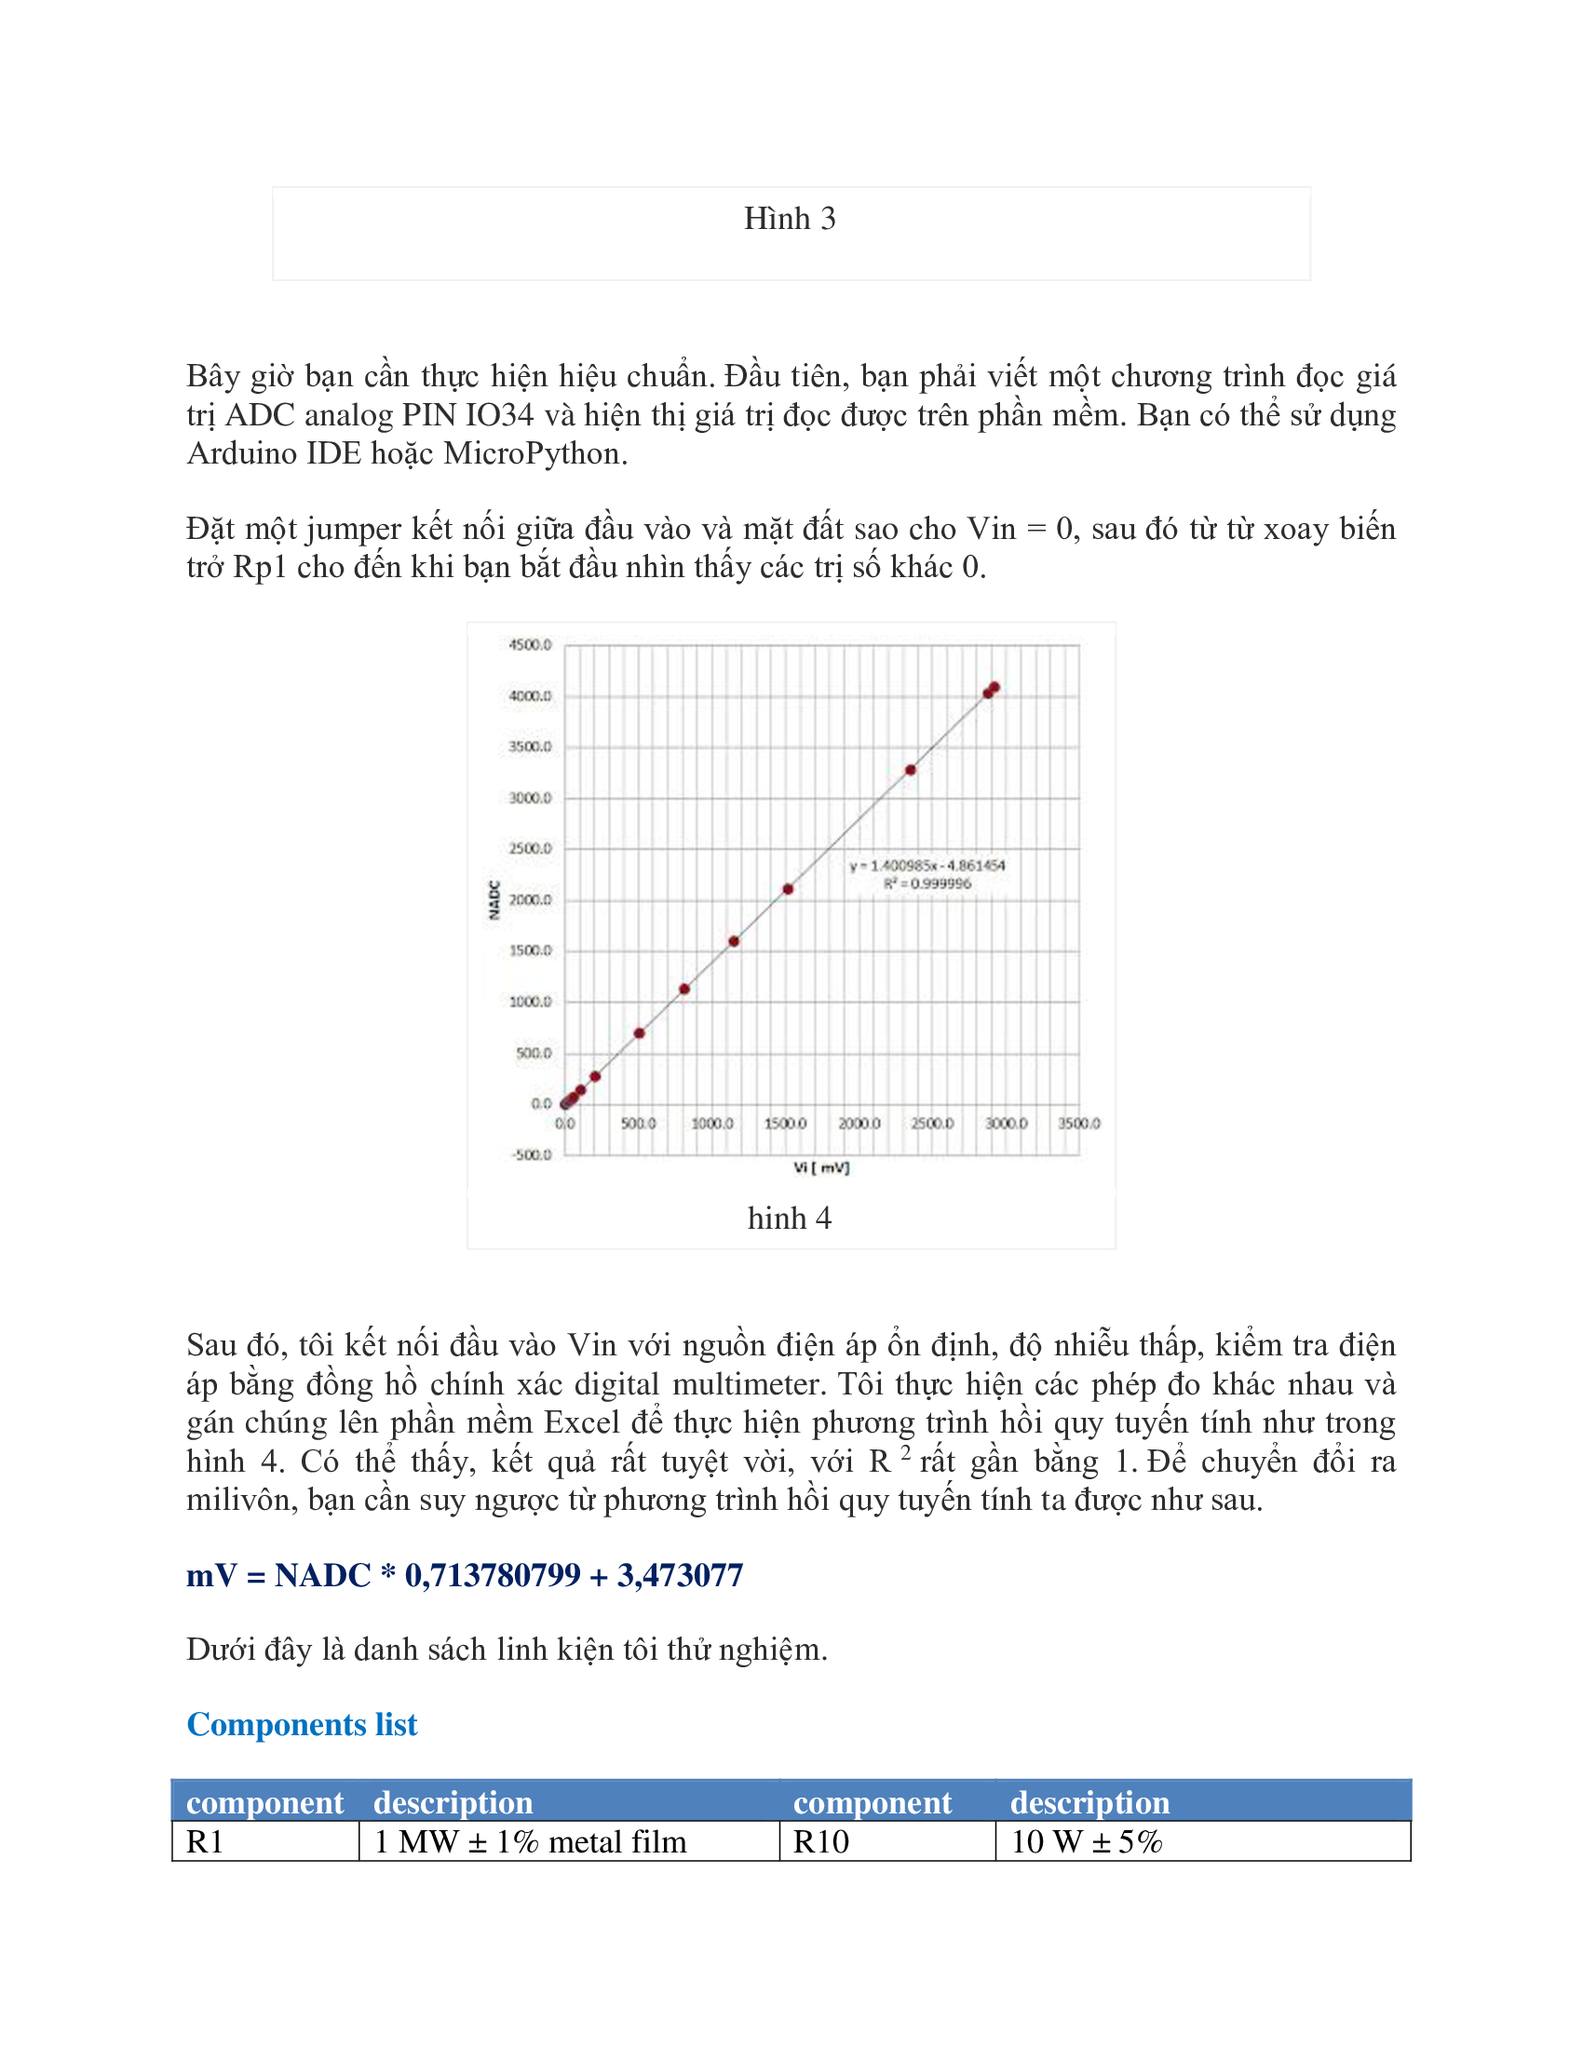 Hình 3
Bây giờ bạn cần thực hiện hiệu chuẩn. Đầu tiên, bạn phải viết một chương trình đọc giá
trị ADC analog PIN IO34 và hiện thị giá trị đọc được trên phần mềm. Bạn có thể sử dụng
Arduino IDE hoặc MicroPython.
Đặt một jumper kết nối giữa đầu vào và mặt đất sao cho Vin = 0, sau đó từ từ xoay biến
trở Rp1 cho đến khi bạn bắt đầu nhìn thấy các trị số khác 0.
4500.0
4000.0
3500.0
3000.0
2500.0
y = 1.400985x - 4.861454
R² = 0.999996
NADC
2000.0
1500.0
1000.0
500.0
0.0
0.0 500.0 1000.0 1500.0 2000.0 2500.0 3000.0 3500.0
-500.0
Vi [ mV]
hinh 4
Sau đó, tôi kết nối đầu vào Vin với nguồn điện áp ổn định, độ nhiễu thấp, kiểm tra điện
áp bằng đồng hồ chính xác digital multimeter. Tôi thực hiện các phép đo khác nhau và
gán chúng lên phần mềm Excel để thực hiện phương trình hồi quy tuyến tính như trong
hình 4. Có thể thấy, kết quả rất tuyệt vời, với R ² rất gần bằng 1. Để chuyển đổi ra
milivôn, bạn cần suy ngược từ phương trình hồi quy tuyến tính ta được như sau.
mV = NADC * 0,713780799 + 3,473077
Dưới đây là danh sách linh kiện tôi thử nghiệm.
Components list
component description component description
R1 1 MW ± 1% metal film R10 10 W ± 5%